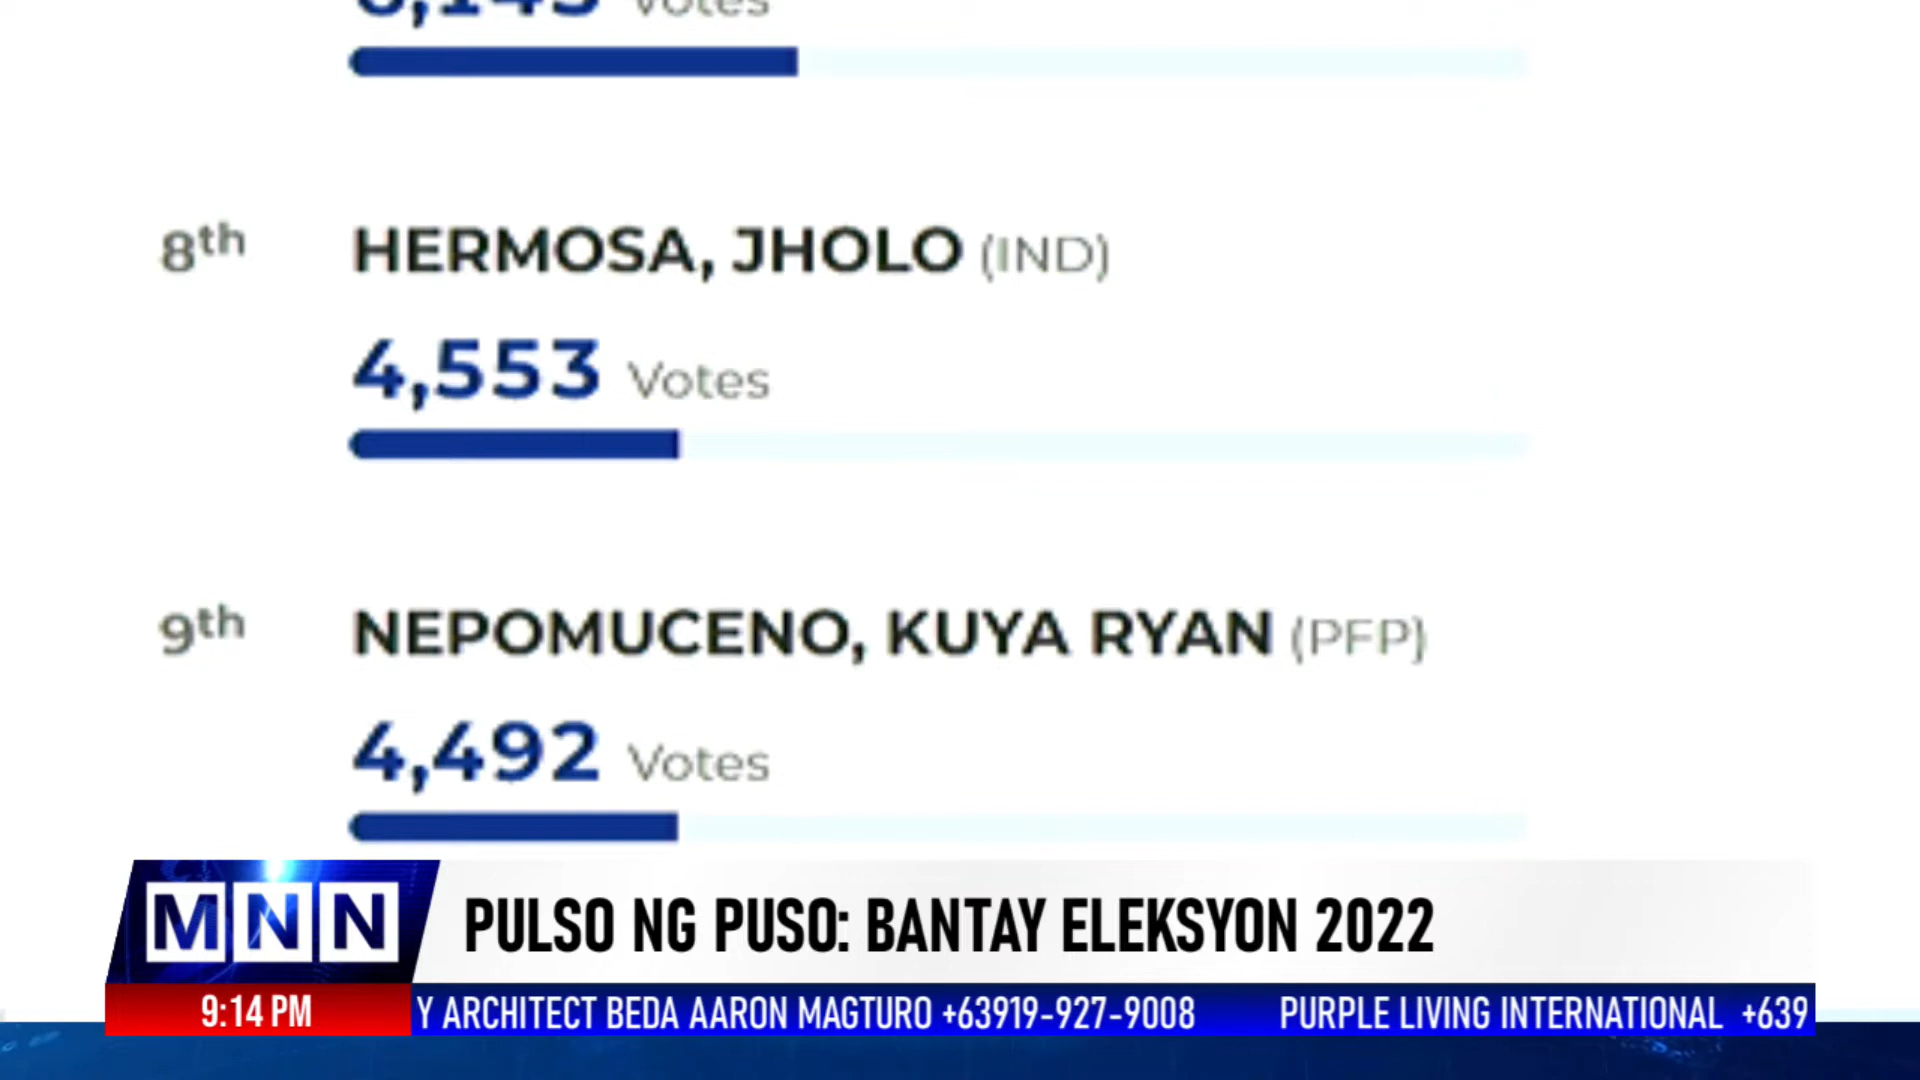 Votes
8th HERMOSA, JHOLO (IND)
4,553 Votes
9th NEPOMUCENO, KUYA RYAN (PFP)
4,492 Votes
MNN PULSO NG PUSO: BANTAY ELEKSYON 2022
9:14 PM Y ARCHITECT BEDA AARON MAGTURO +63919-927-9008 PURPLE LIVING INTERNATIONAL +639